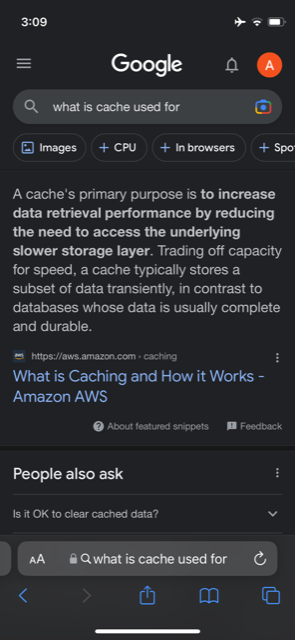 3:09
Google
A
what is cache used for
Images + CPU + In browsers + Spo
A cache's primary purpose is to increase
data retrieval performance by reducing
the need to access the underlying
slower storage layer. Trading off capacity
for speed, a cache typically stores a
subset of data transiently, in contrast to
databases whose data is usually complete
and durable.
aws https://aws.amazon.com › caching
What is Caching and How it Works -
Amazon AWS
About featured snippets Feedback
People also ask
Is it OK to clear cached data?
AA what is cache used for